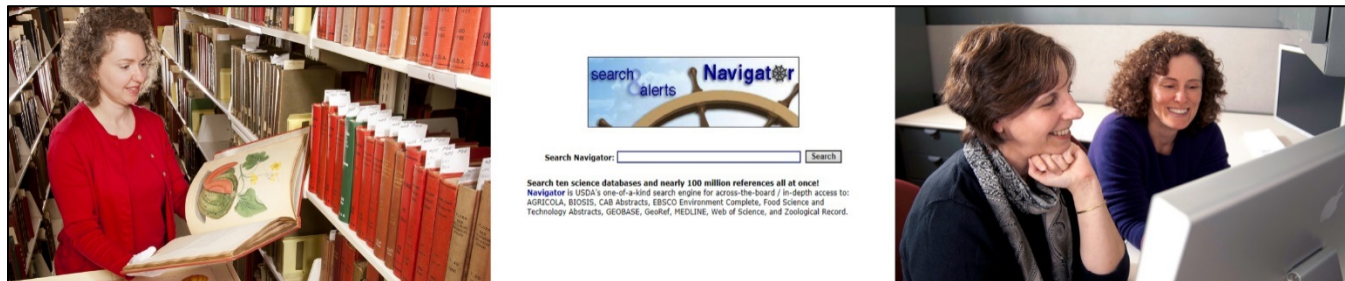 search & alerts
Navigator
Search Navigator:
Search
Search ten science databases and nearly 100 million references all at once!
Navigator is USDA's one-of-a-kind search engine for across-the-board / in-depth access to:
AGRICOLA, BIOSIS, CAB Abstracts, EBSCO Environment Complete, Food Science and
Technology Abstracts, GEOBASE, GeoRef, MEDLINE, Web of Science, and Zoological Record.